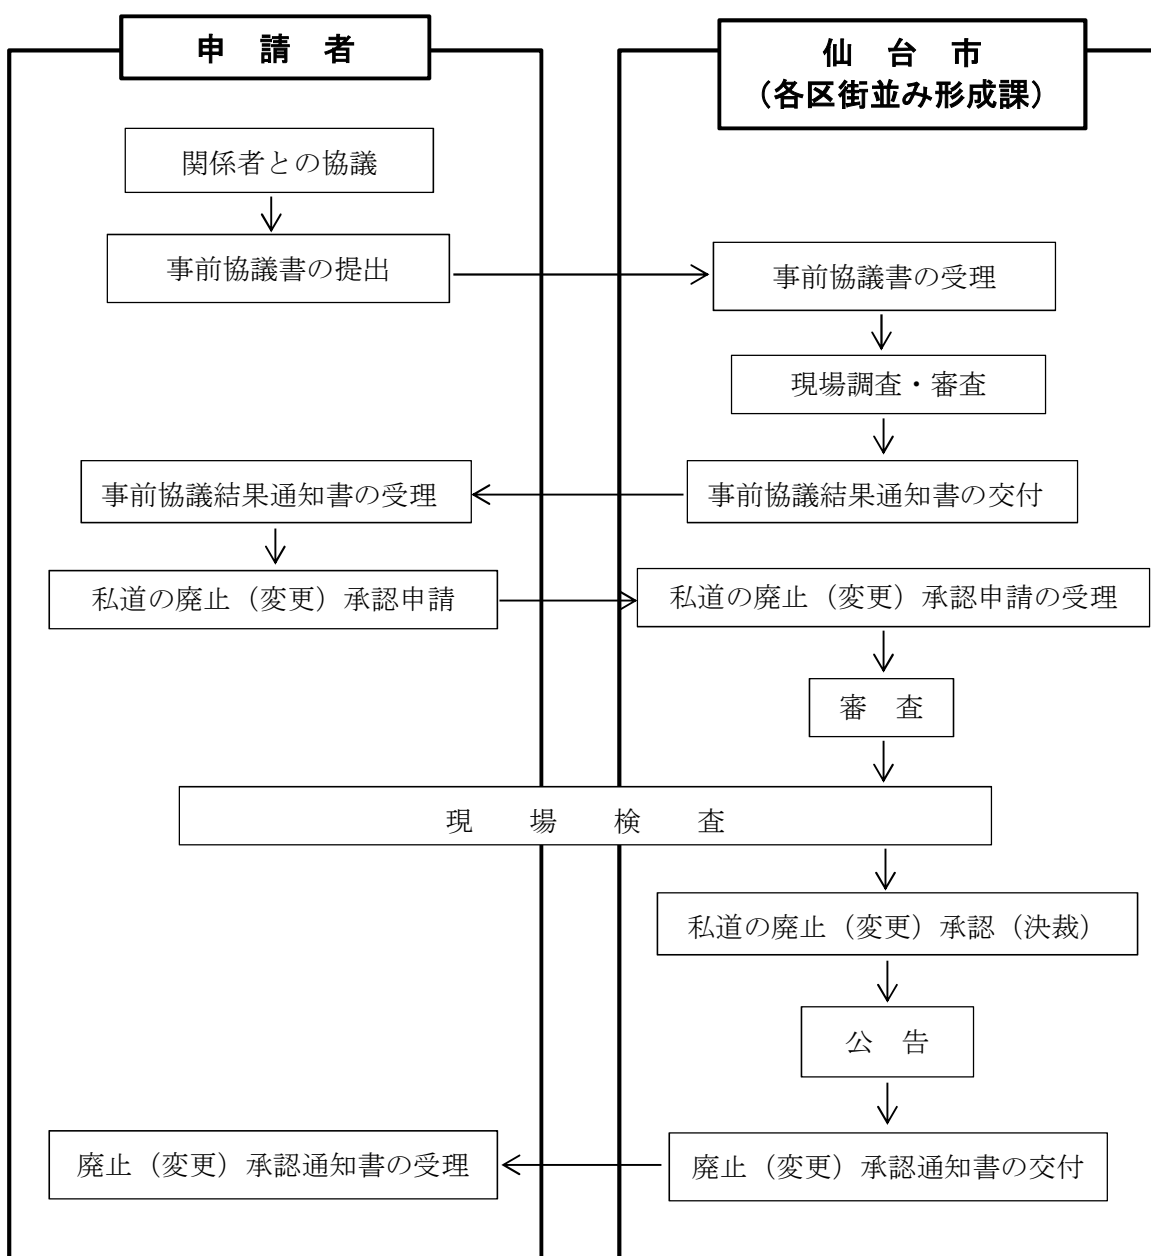 申　請　者
仙　台　市
（各区街並み形成課）
関係者との協議
事前協議書の提出
事前協議書の受理
現場調査・審査
事前協議結果通知書の受理
事前協議結果通知書の交付
私道の廃止（変更）承認申請
私道の廃止（変更）承認申請の受理
審　査
現　場　検　査
私道の廃止（変更）承認（決裁）
公　告
廃止（変更）承認通知書の受理
廃止（変更）承認通知書の交付